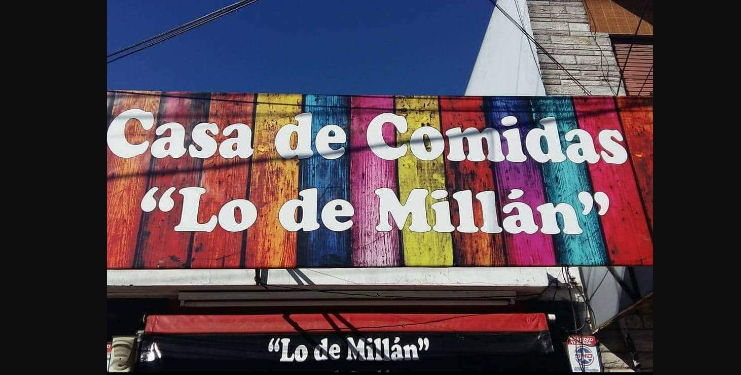 Casa de Comidas
“Lo de Millán”
“Lo de Millán”